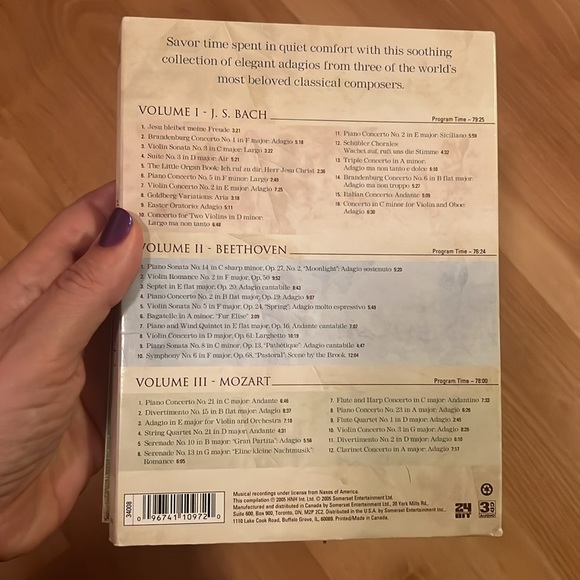 Savor time spent in quiet comfort with this soothing
collection of elegant adagios from three of the world's
most beloved classical composers.
VOLUME I - J. S. BACH
Program Time – 79:25
1. Jesu bleibet meine Freude 3:21
2. Brandenburg Concerto No. 1 in F major: Adagio 5:18
3. Violin Sonata No. 3 in C major: Largo 3:22
4. Suite No. 3 in D major: Air 5:21
5. The Little Organ Book: Ich ruf zu dir, Herr Jesu Christ 2:36
6. Piano Concerto No. 5 in F minor: Largo 2:49
7. Violin Concerto No. 2 in E major: Adagio 7:25
8. Goldberg Variations: Aria 3:18
9. Easter Oratorio: Adagio 5:11
10. Concerto for Two Violins in D minor:
Largo ma non tanto 6:48
11. Piano Concerto No. 2 in E major: Siciliano 5:59
12. Schübler Chorales
Wachet auf, ruft uns die Stimme 4:32
13. Triple Concerto in A minor:
Adagio ma non tanto e dolce 6:16
14. Brandenburg Concerto No. 6 in B flat major:
Adagio ma non troppo 5:27
15. Italian Concerto: Andante 5:09
16. Concerto in C minor for Violin and Oboe:
Adagio 6:30
VOLUME II - BEETHOVEN
Program Time – 76:24
1. Piano Sonata No. 14 in C sharp minor, Op. 27, No. 2, "Moonlight": Adagio sostenuto 5:20
2. Violin Romance No. 2 in F major, Op. 50 9:52
3. Septet in E flat major, Op. 20: Adagio cantabile 8:43
4. Piano Concerto No. 2 in B flat major, Op. 19: Adagio 9:07
5. Violin Sonata No. 5 in F major, Op. 24, "Spring": Adagio molto espressivo 5:48
6. Bagatelle in A minor, "Fur Elise" 3:09
7. Piano and Wind Quintet in E flat major, Op. 16: Andante cantabile 7:02
8. Violin Concerto in D major, Op. 61: Larghetto 10:19
9. Piano Sonata No. 8 in C minor, Op. 13, "Pathétique": Adagio cantabile 4:47
10. Symphony No. 6 in F major, Op. 68, "Pastoral": Scene by the Brook 12:04
VOLUME III - MOZART
Program Time – 78:00
1. Piano Concerto No. 21 in C major: Andante 6:46
2. Divertimento No. 15 in B flat major: Adagio 8:37
3. Adagio in E major for Violin and Orchestra 7:18
4. String Quartet No. 21 in D major: Andante 4:31
5. Serenade No. 10 in B major: "Gran Partita": Adagio 5:56
6. Serenade No. 13 in G major: "Eline kleine Nachtmusik":
Romance 6:05
7. Flute and Harp Concerto in C major: Andantino 7:33
8. Piano Concerto No. 23 in A major: Adagio 6:26
9. Flute Quartet No. 1 in D major: Adagio 2:41
10. Violin Concerto No. 3 in G major: Adagio 8:29
11. Divertimento No. 2 in D major: Adagio 6:10
12. Clarinet Concerto in A major: Adagio 7:17
34008
0 96741 10972 0
Musical recordings under license from Naxos of America
This compilation ℗ 2005 HNH Int. Ltd. © 2005 Somerset Entertainment Ltd.
Manufactured and distributed in Canada by Somerset Entertainment Ltd., 20 York Mills Rd.,
Suite 600, Box 900, Toronto, ON, M2P 2C2. Distributed in the U.S.A. by Somerset Entertainment Inc.,
1110 Lake Cook Road, Buffalo Grove, IL, 60089. Printed/Made in Canada.
24
BIT
3 CD